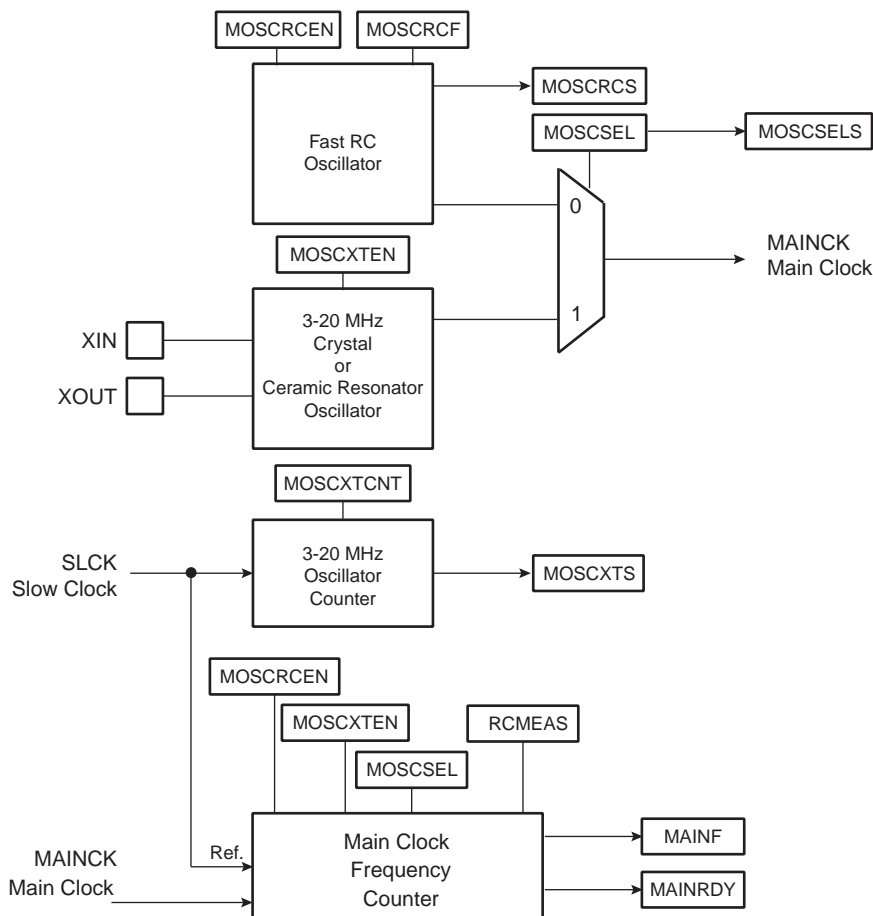 MOSCRCEN
MOSCRCF
Fast RC
Oscillator
MOSCRCS
MOSCSEL
MOSCSELS
0
1
MAINCK
Main Clock
MOSCXTEN
XIN
XOUT
3-20 MHz
Crystal
or
Ceramic Resonator
Oscillator
MOSCXTCNT
SLCK
Slow Clock
3-20 MHz
Oscillator
Counter
MOSCXTS
MOSCRCEN
MOSCXTEN
MOSCSEL
RCMEAS
MAINCK
Main Clock
Ref.
Main Clock
Frequency
Counter
MAINF
MAINRDY